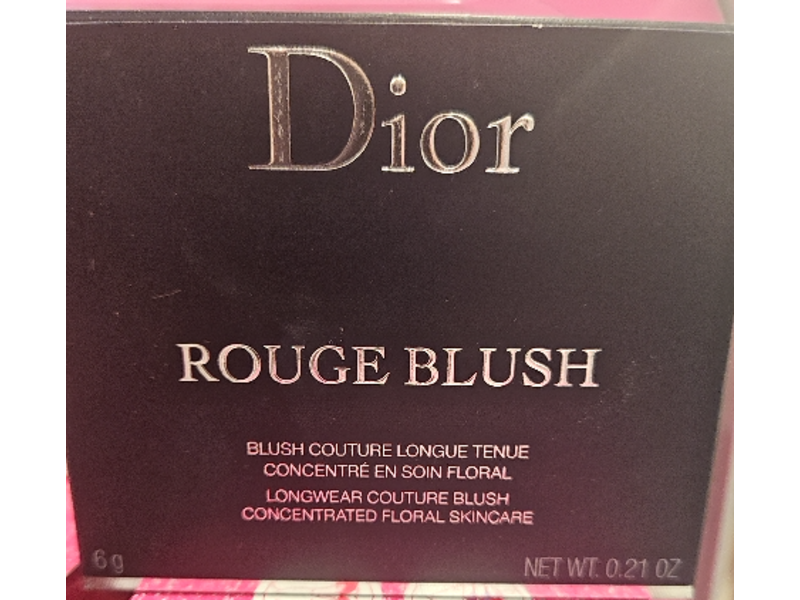 Dior
ROUGE BLUSH
BLUSH COUTURE LONGUE TENUE
CONCENTRÉ EN SOIN FLORAL
LONGWEAR COUTURE BLUSH
CONCENTRATED FLORAL SKINCARE
6g NET WT. 0.21 OZ